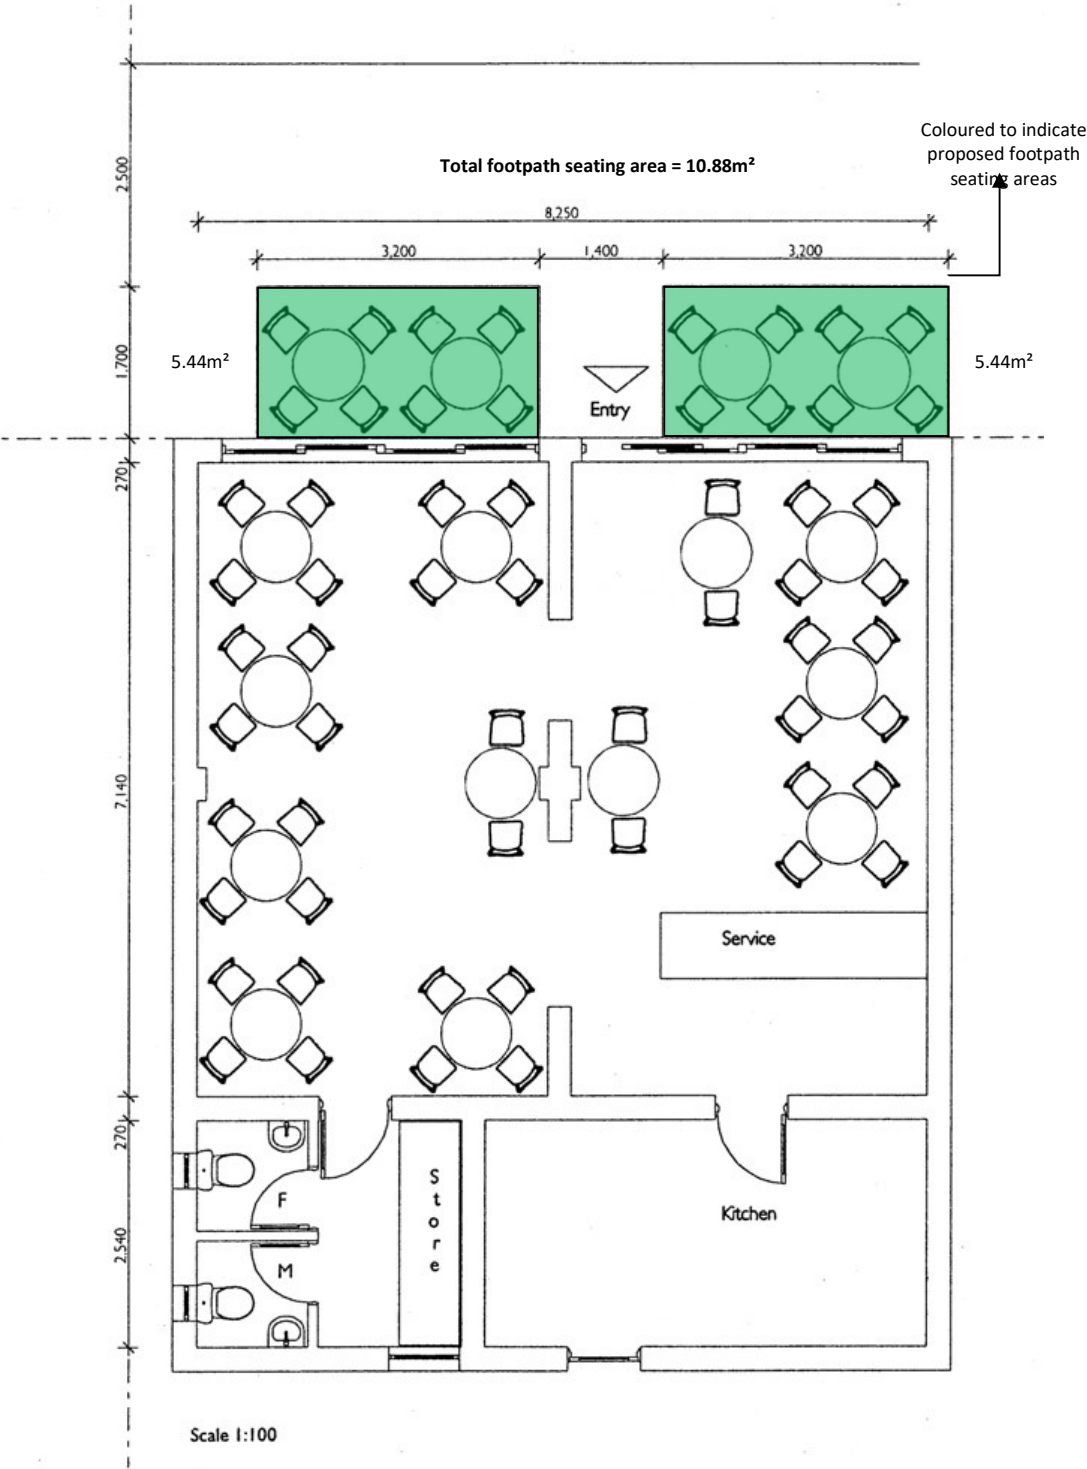 Coloured to indicate
proposed footpath
seating areas
Total footpath seating area = 10.88m²
2,500
8,250
3,200
1,400
3,200
1,700
5.44m²
5.44m²
Entry
270
7,140
Service
270
F
Store
Kitchen
2,540
M
Scale 1:100